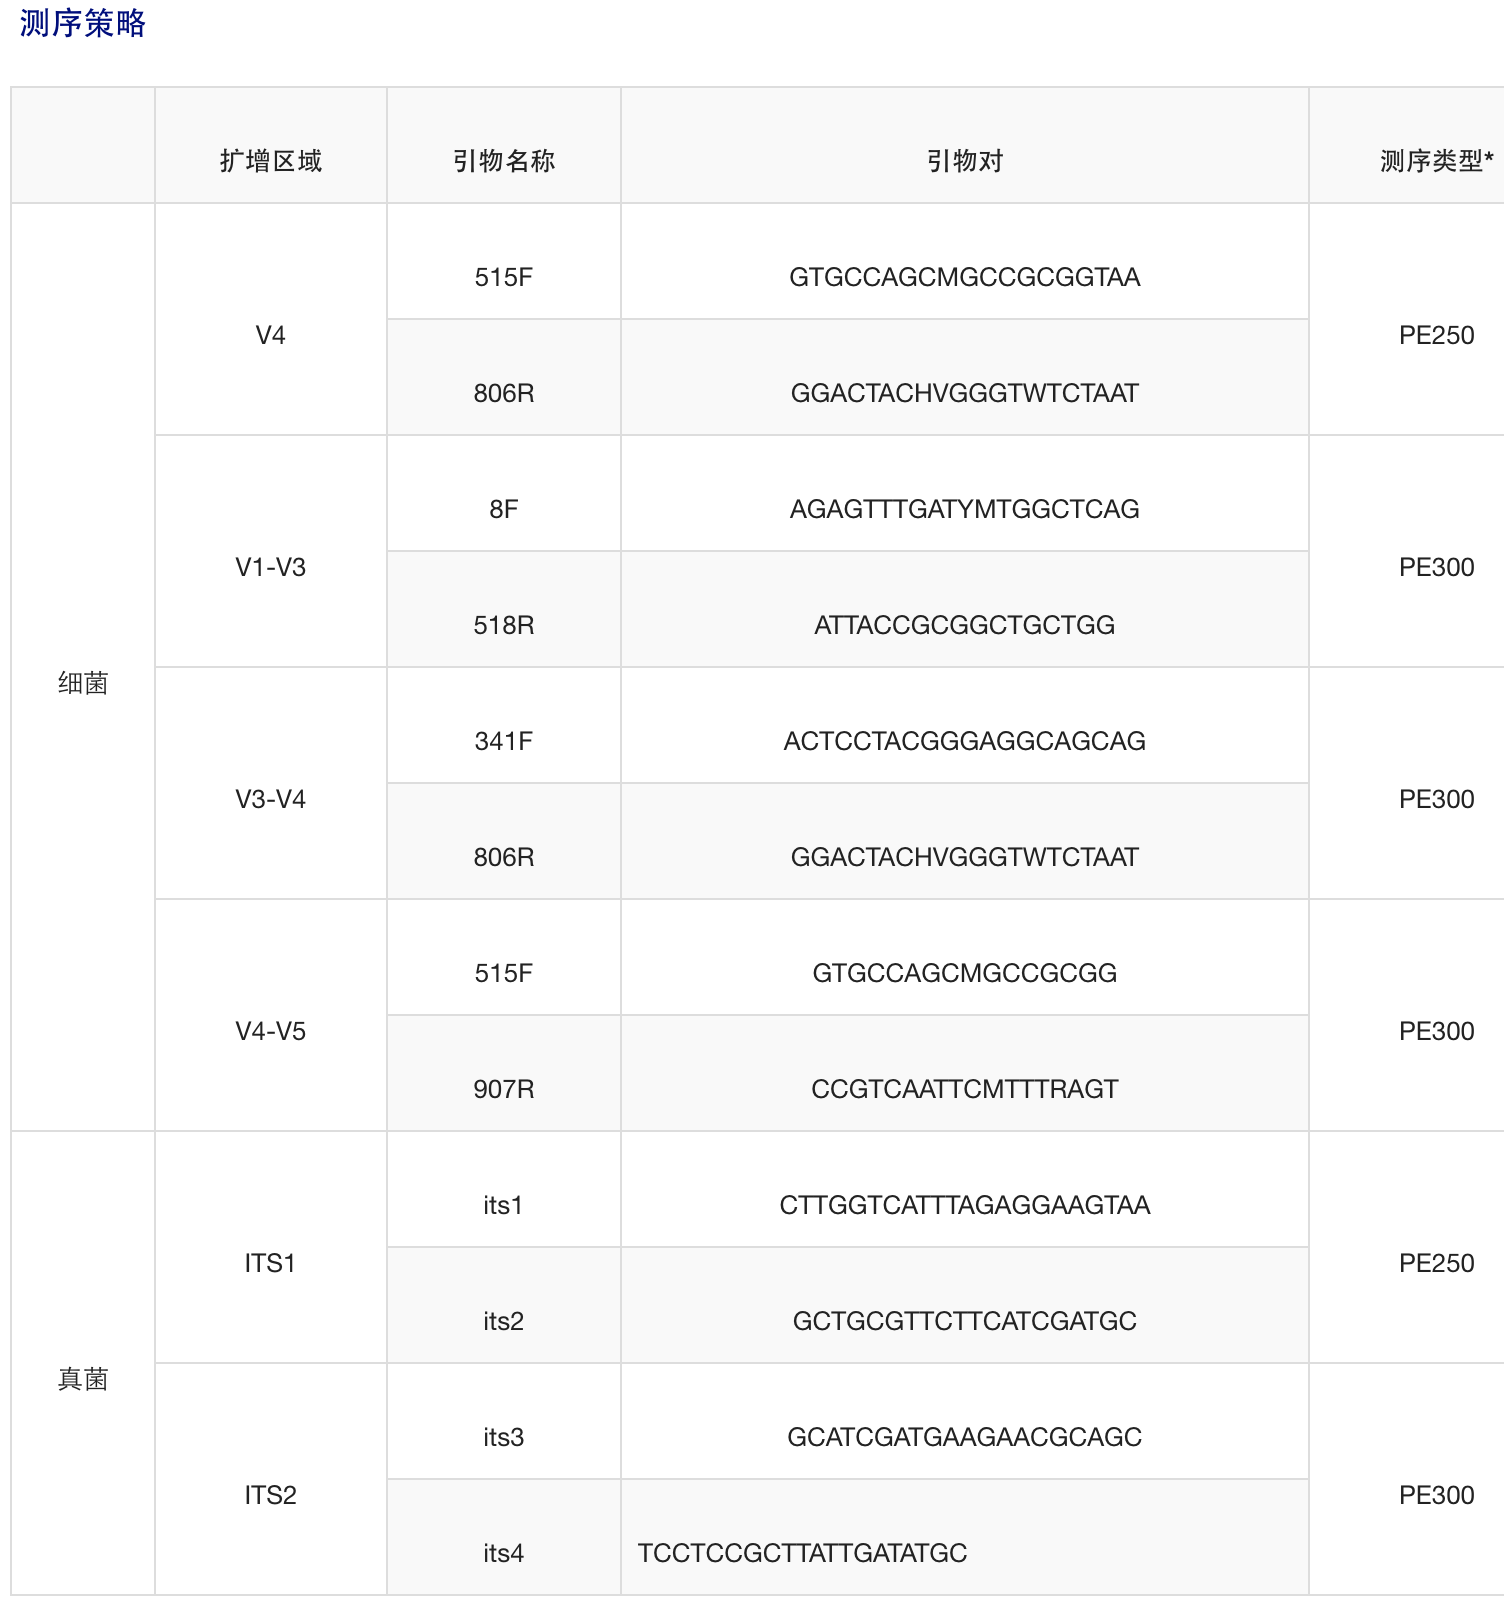 测序策略
扩增区域 引物名称 引物对 测序类型*
515F GTGCCAGCMGCCGCGGTAA
V4 PE250
806R GGACTACHVGGGTWTCTAAT
8F AGAGTTTGATYMTGGCTCAG
V1-V3 PE300
518R ATTACCGCGGCTGCTGG
细菌
341F ACTCCTACGGGAGGCAGCAG
V3-V4 PE300
806R GGACTACHVGGGTWTCTAAT
515F GTGCCAGCMGCCGCGG
V4-V5 PE300
907R CCGTCAATTCMTTTRAGT
its1 CTTGGTCATTTAGAGGAAGTAA
ITS1 PE250
its2 GCTGCGTTCTTCATCGATGC
真菌
its3 GCATCGATGAAGAACGCAGC
ITS2 PE300
its4 TCCTCCGCTTATTGATATGC